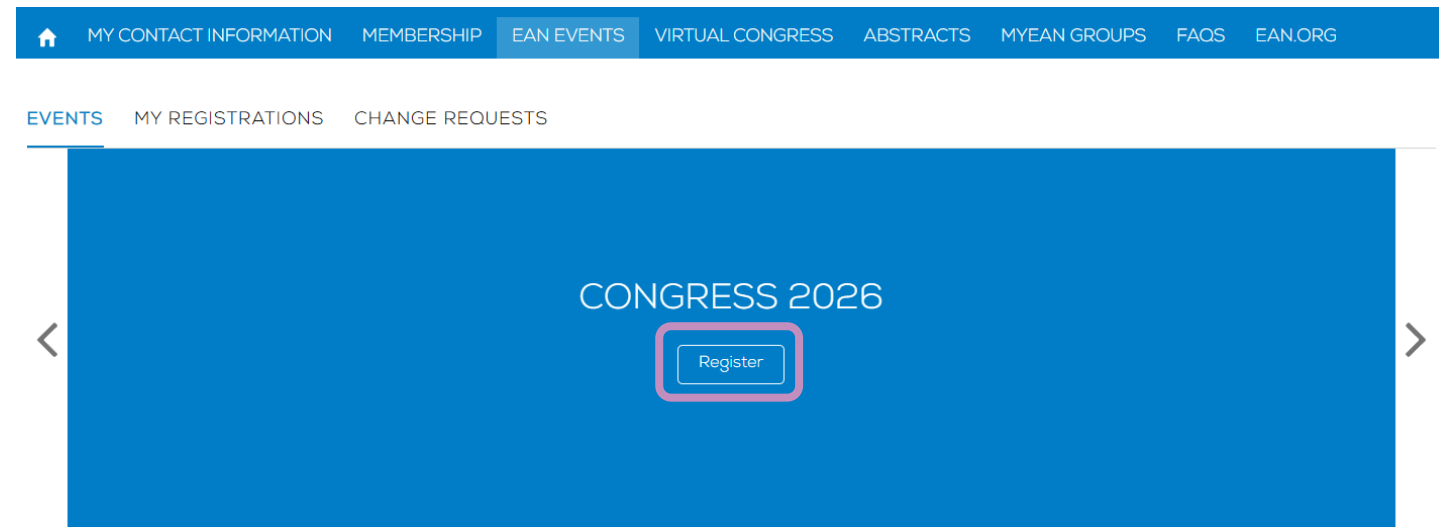 MY CONTACT INFORMATION MEMBERSHIP EAN EVENTS VIRTUAL CONGRESS ABSTRACTS MYEAN GROUPS FAQS EAN.ORG
EVENTS MY REGISTRATIONS CHANGE REQUESTS
CONGRESS 2026
Register